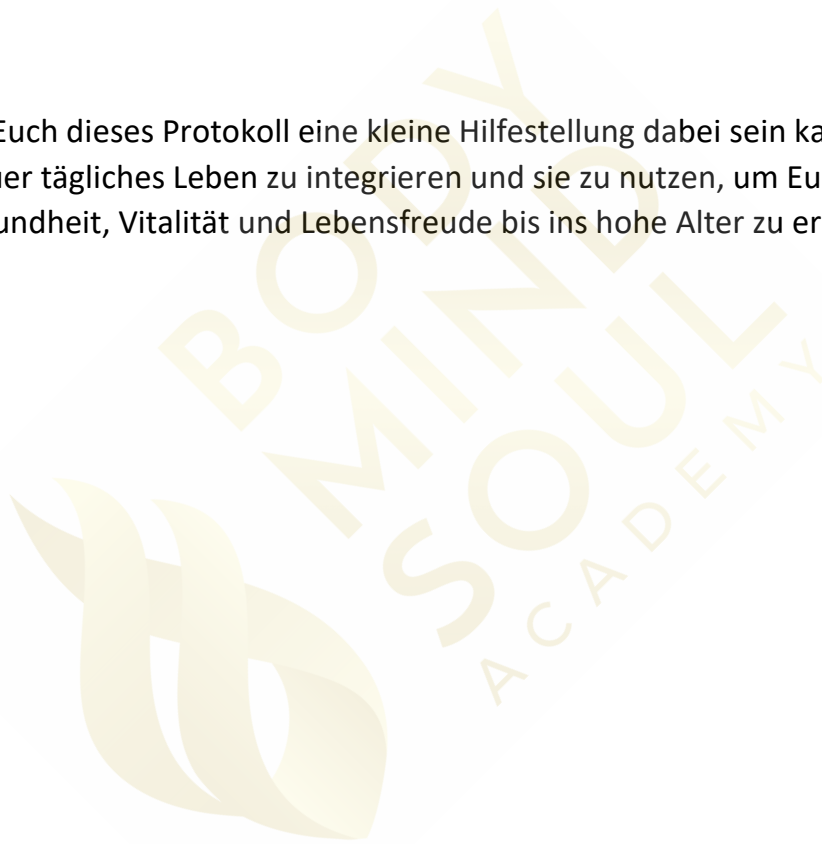 Euch dieses Protokoll eine kleine Hilfestellung dabei sein ka
er tägliches Leben zu integrieren und sie zu nutzen, um Eu
undheit, Vitalität und Lebensfreude bis ins hohe Alter zu er
BODY
MIND
SOUL
ACADEMY